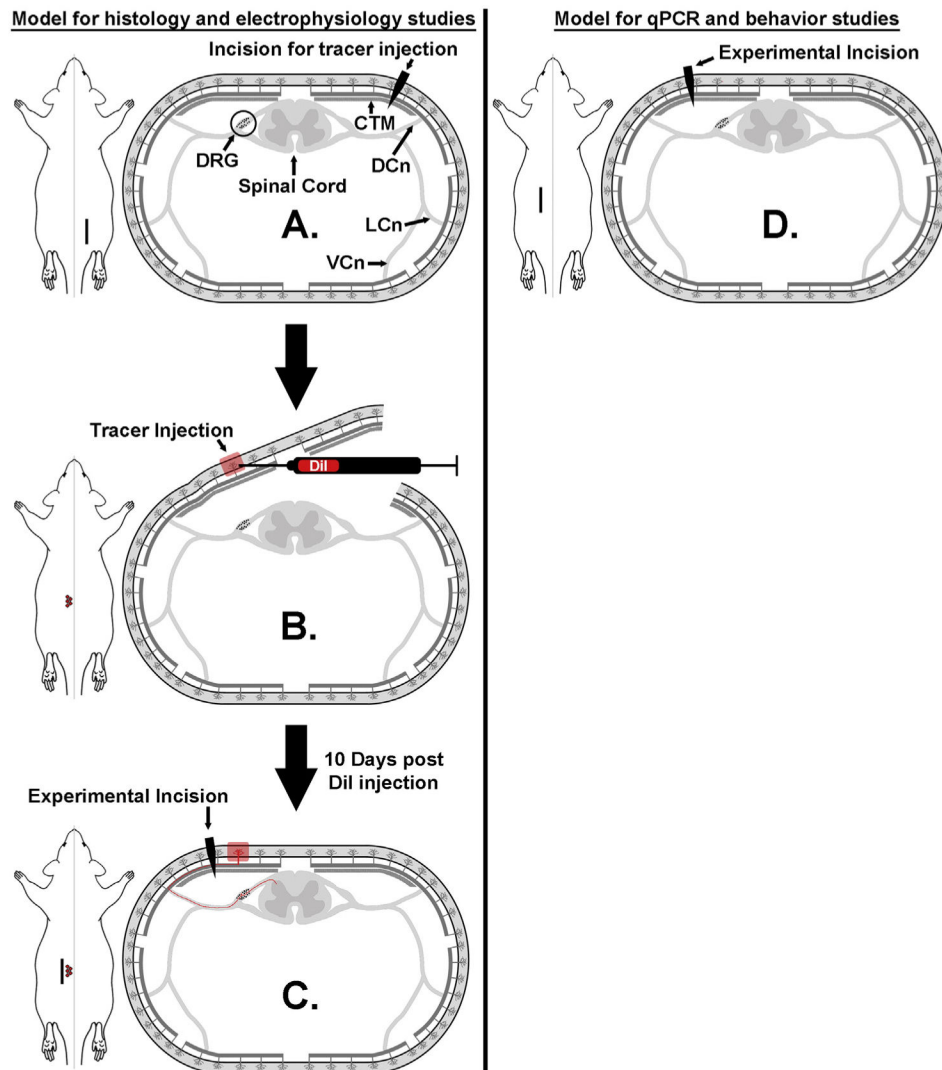 Model for histology and electrophysiology studies
Incision for tracer injection
CTM
DRG
DCn
Spinal Cord
LCn
A.
VCn
Tracer Injection
DiI
B.
10 Days post
DiI injection
Experimental Incision
C.
Model for qPCR and behavior studies
Experimental Incision
D.